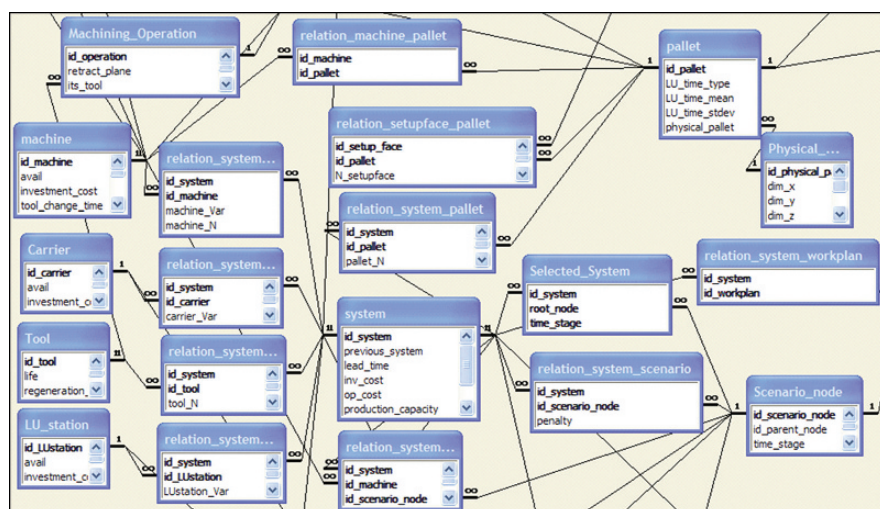 Machining_Operation
id_operation
retract_plane
its_tool
relation_machine_pallet
id_machine
id_pallet
pallet
id_pallet
LU_time_type
LU_time_mean
LU_time_stdev
physical_pallet
relation_setupface_pallet
id_setup_face
id_pallet
N_setupface
Physical_...
id_physical_pa
dim_x
dim_y
dim_z
machine
id_machine
avail
investment_cost
tool_change_time
relation_system...
id_system
id_machine
machine_Var
machine_N
relation_system_pallet
id_system
id_pallet
pallet_N
Carrier
id_carrier
avail
investment_co
relation_system...
id_system
id_carrier
carrier_Var
Selected_System
id_system
root_node
time_stage
relation_system_workplan
id_system
id_workplan
system
id_system
previous_system
lead_time
inv_cost
op_cost
production_capacity
Tool
id_tool
life
regeneration_
relation_system...
id_system
id_tool
tool_N
relation_system_scenario
id_system
id_scenario_node
penalty
Scenario_node
id_scenario_node
id_parent_node
time_stage
LU_station
id_LUstation
avail
investment_co
relation_system...
id_system
id_LUstation
LUstation_Var
relation_system...
id_system
id_machine
id_scenario_node